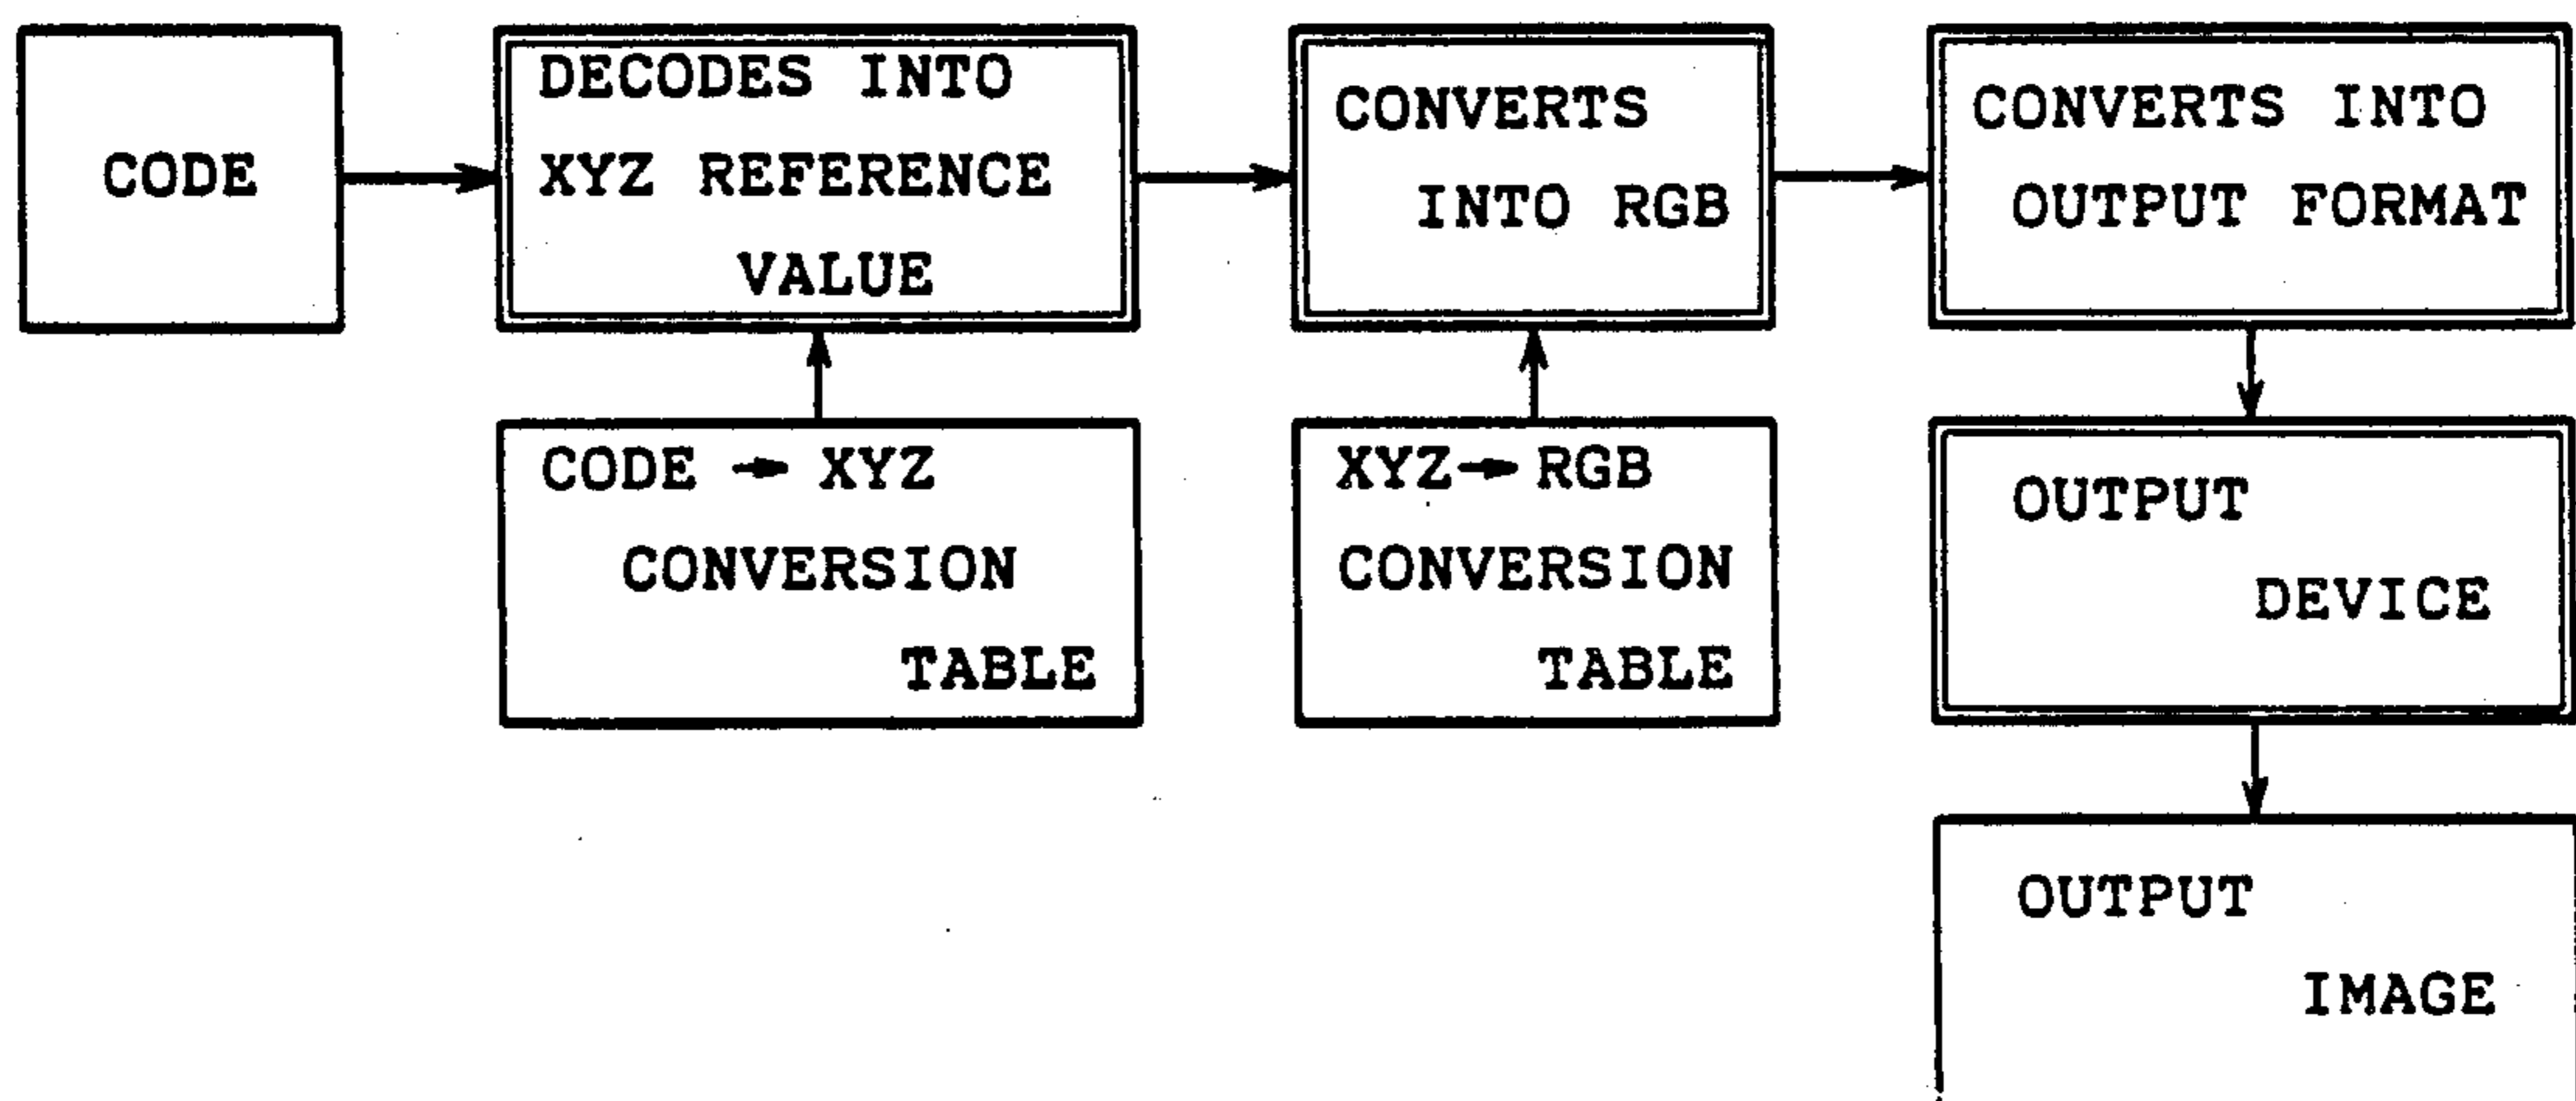 CODE
DECODES INTO
XYZ REFERENCE
VALUE
CONVERTS
INTO RGB
CONVERTS INTO
OUTPUT FORMAT
CODE → XYZ
CONVERSION
TABLE
XYZ → RGB
CONVERSION
TABLE
OUTPUT
DEVICE
OUTPUT
IMAGE